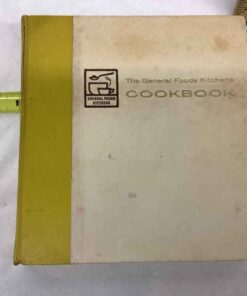 The General Foods Kitchens
COOKBOOK
GENERAL FOODS
KITCHENS